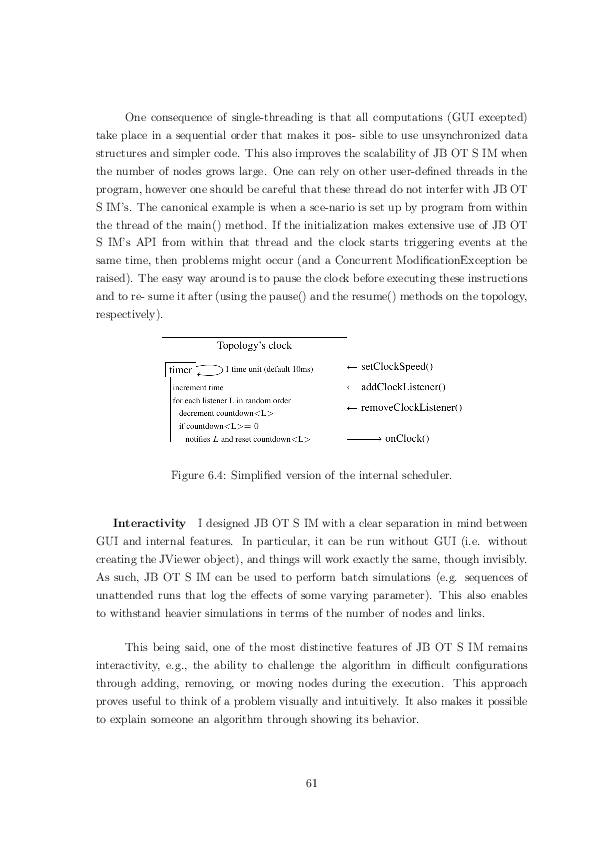 One consequence of single-threading is that all computations (GUI excepted)
take place in a sequential order that makes it pos- sible to use unsynchronized data
structures and simpler code. This also improves the scalability of JB OT S IM when
the number of nodes grows large. One can rely on other user-defined threads in the
program, however one should be careful that these thread do not interfer with JB OT
S IM's. The canonical example is when a sce-nario is set up by program from within
the thread of the main() method. If the initialization makes extensive use of JB OT
S IM's API from within that thread and the clock starts triggering events at the
same time, then problems might occur (and a Concurrent ModificationException be
raised). The easy way around is to pause the clock before executing these instructions
and to re- sume it after (using the pause() and the resume() methods on the topology,
respectively).
Topology's clock
timer 1 time unit (default 10ms)
increment time
for each listener L in random order
decrement countdown<L>
if countdown<L>= 0
notifies L and reset countdown<L>
← setClockSpeed()
← addClockListener()
← removeClockListener()
→ onClock()
Figure 6.4: Simplified version of the internal scheduler.
Interactivity I designed JB OT S IM with a clear separation in mind between
GUI and internal features. In particular, it can be run without GUI (i.e. without
creating the JViewer object), and things will work exactly the same, though invisibly.
As such, JB OT S IM can be used to perform batch simulations (e.g. sequences of
unattended runs that log the effects of some varying parameter). This also enables
to withstand heavier simulations in terms of the number of nodes and links.
This being said, one of the most distinctive features of JB OT S IM remains
interactivity, e.g., the ability to challenge the algorithm in difficult configurations
through adding, removing, or moving nodes during the execution. This approach
proves useful to think of a problem visually and intuitively. It also makes it possible
to explain someone an algorithm through showing its behavior.
61